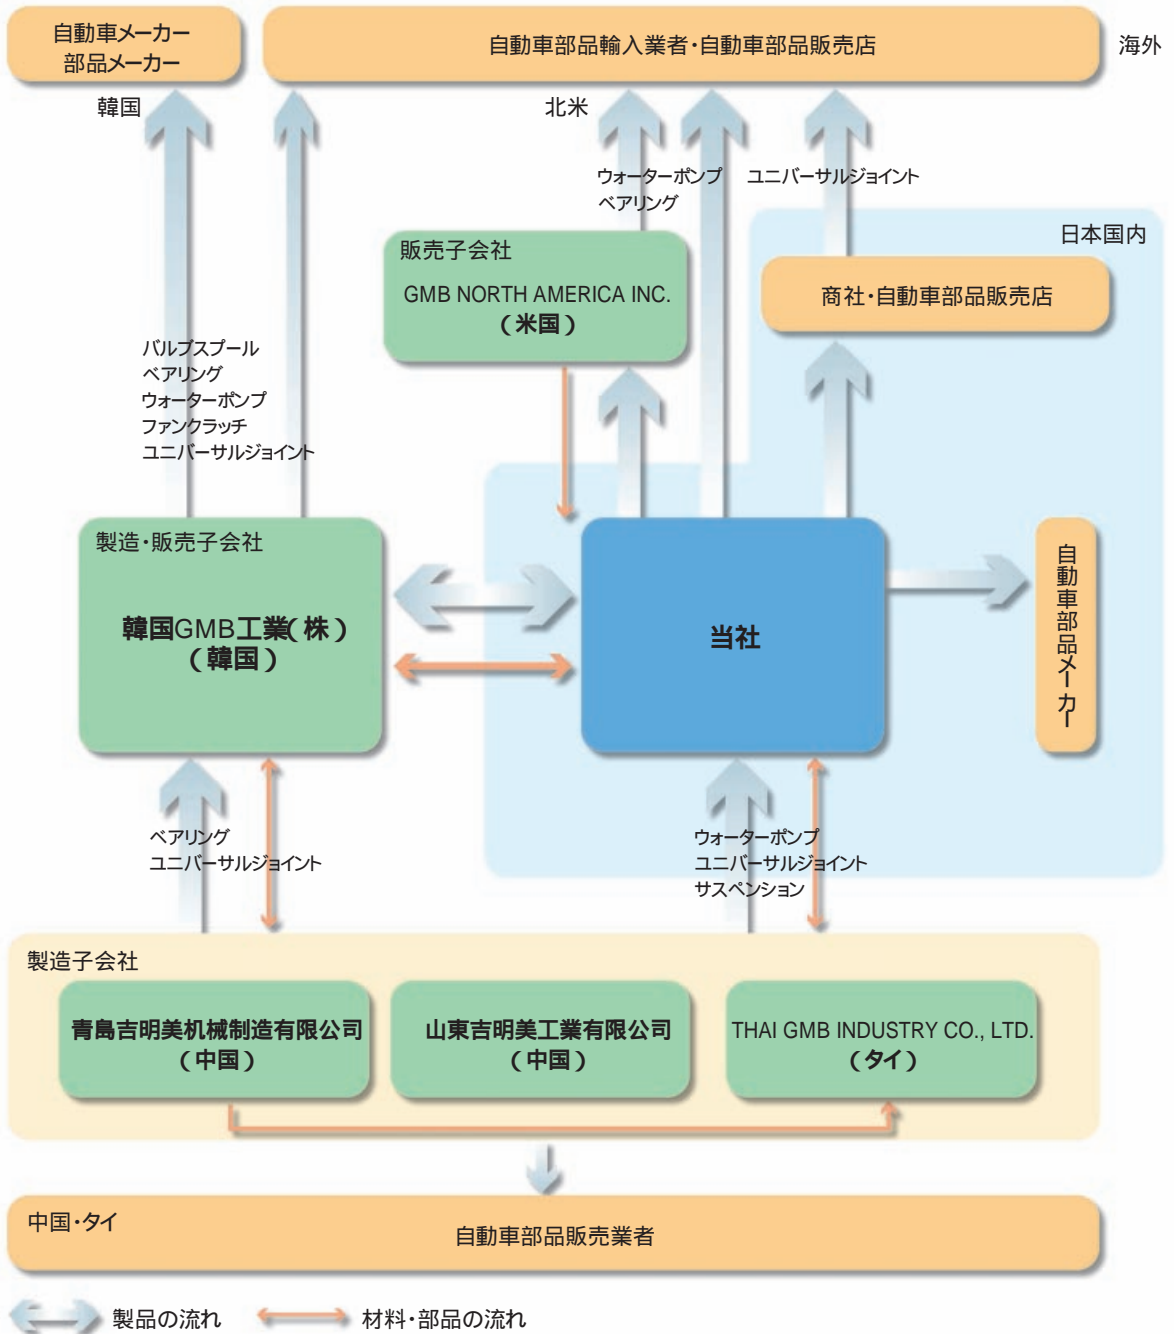 自動車メーカー
部品メーカー
自動車部品輸入業者・自動車部品販売店
海外
韓国
北米
ウォーターポンプ
ベアリング
ユニバーサルジョイント
日本国内
販売子会社
GMB NORTH AMERICA INC.
(米国)
商社・自動車部品販売店
バルブスプール
ベアリング
ウォーターポンプ
ファンクラッチ
ユニバーサルジョイント
製造・販売子会社
韓国GMB工業(株)
(韓国)
当社
自動車部品メーカー
ベアリング
ユニバーサルジョイント
ウォーターポンプ
ユニバーサルジョイント
サスペンション
製造子会社
青島吉明美机械制造有限公司
(中国)
山東吉明美工業有限公司
(中国)
THAI GMB INDUSTRY CO., LTD.
(タイ)
中国・タイ
自動車部品販売業者
製品の流れ
材料・部品の流れ